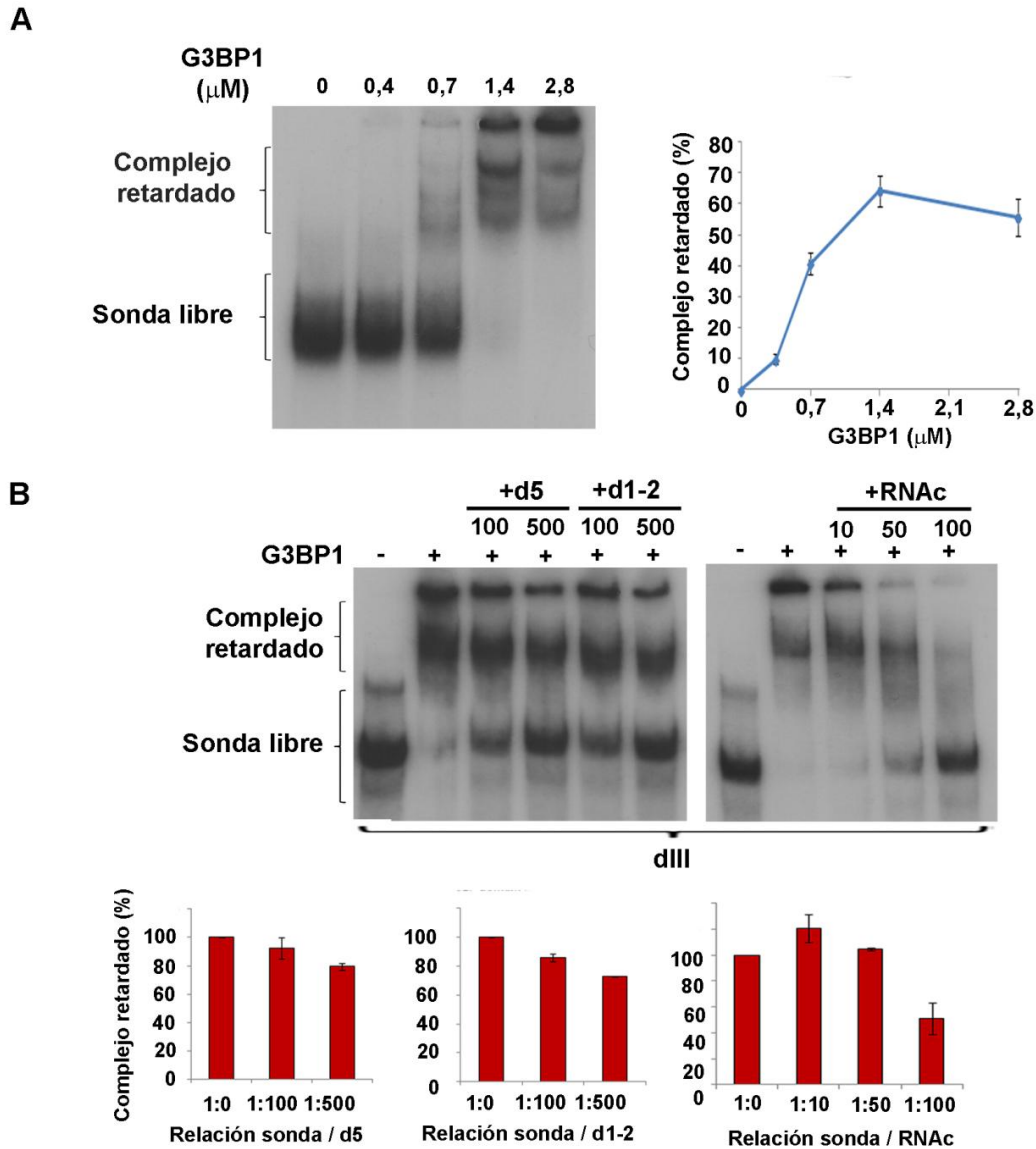 A
G3BP1
(μM)
0 0,4 0,7 1,4 2,8
Complejo
retardado
Sonda libre
Complejo retardado (%)
80
70
60
50
40
30
20
10
0
0 0,7 1,4 2,1 2,8
G3BP1 (μM)
B
+d5 +d1-2 +RNAc
100 500 100 500 10 50 100
G3BP1 - + + + + + - + + + +
Complejo
retardado
Sonda libre
dIII
Complejo retardado (%)
100
80
60
40
20
0
1:0 1:100 1:500
Relación sonda / d5
100
80
60
40
20
0
1:0 1:100 1:500
Relación sonda / d1-2
100
80
60
40
20
0
1:0 1:10 1:50 1:100
Relación sonda / RNAc